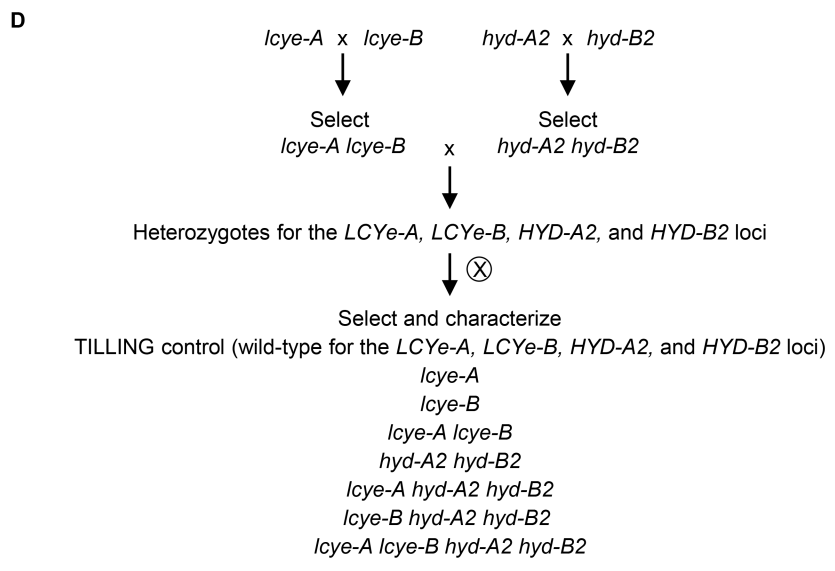 D
lcye-A x lcye-B hyd-A2 x hyd-B2
Select Select
lcye-A lcye-B x hyd-A2 hyd-B2
Heterozygotes for the LCYe-A, LCYe-B, HYD-A2, and HYD-B2 loci
X
Select and characterize
TILLING control (wild-type for the LCYe-A, LCYe-B, HYD-A2, and HYD-B2 loci)
lcye-A
lcye-B
lcye-A lcye-B
hyd-A2 hyd-B2
lcye-A hyd-A2 hyd-B2
lcye-B hyd-A2 hyd-B2
lcye-A lcye-B hyd-A2 hyd-B2